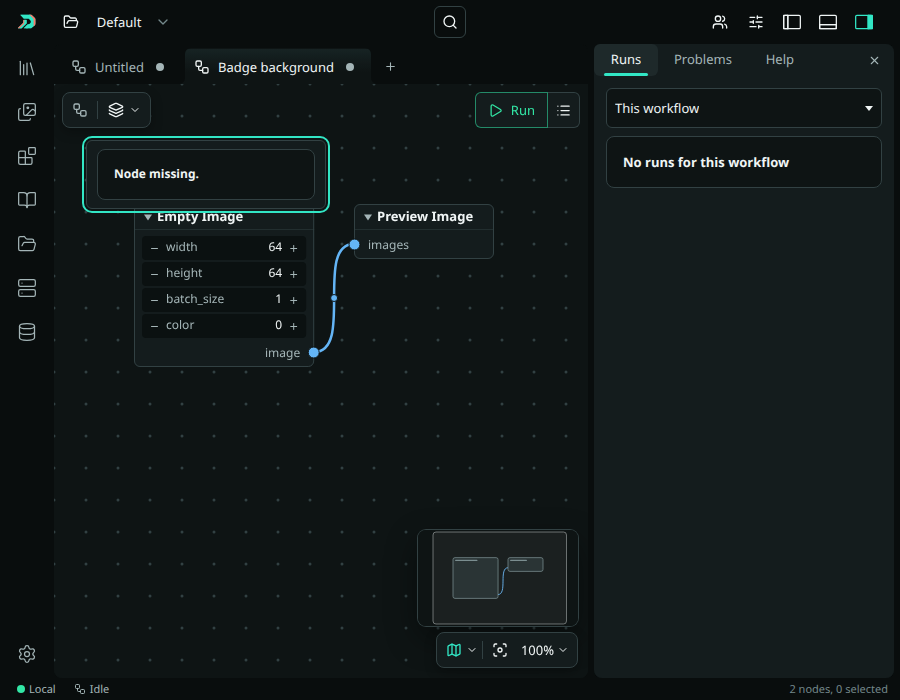 Default
Untitled
Badge background
Runs
Problems
Help
Run
This workflow
No runs for this workflow
Node missing.
Empty Image
width 64
height 64
batch_size 1
color 0
image
Preview Image
images
100%
Local
Idle
2 nodes, 0 selected